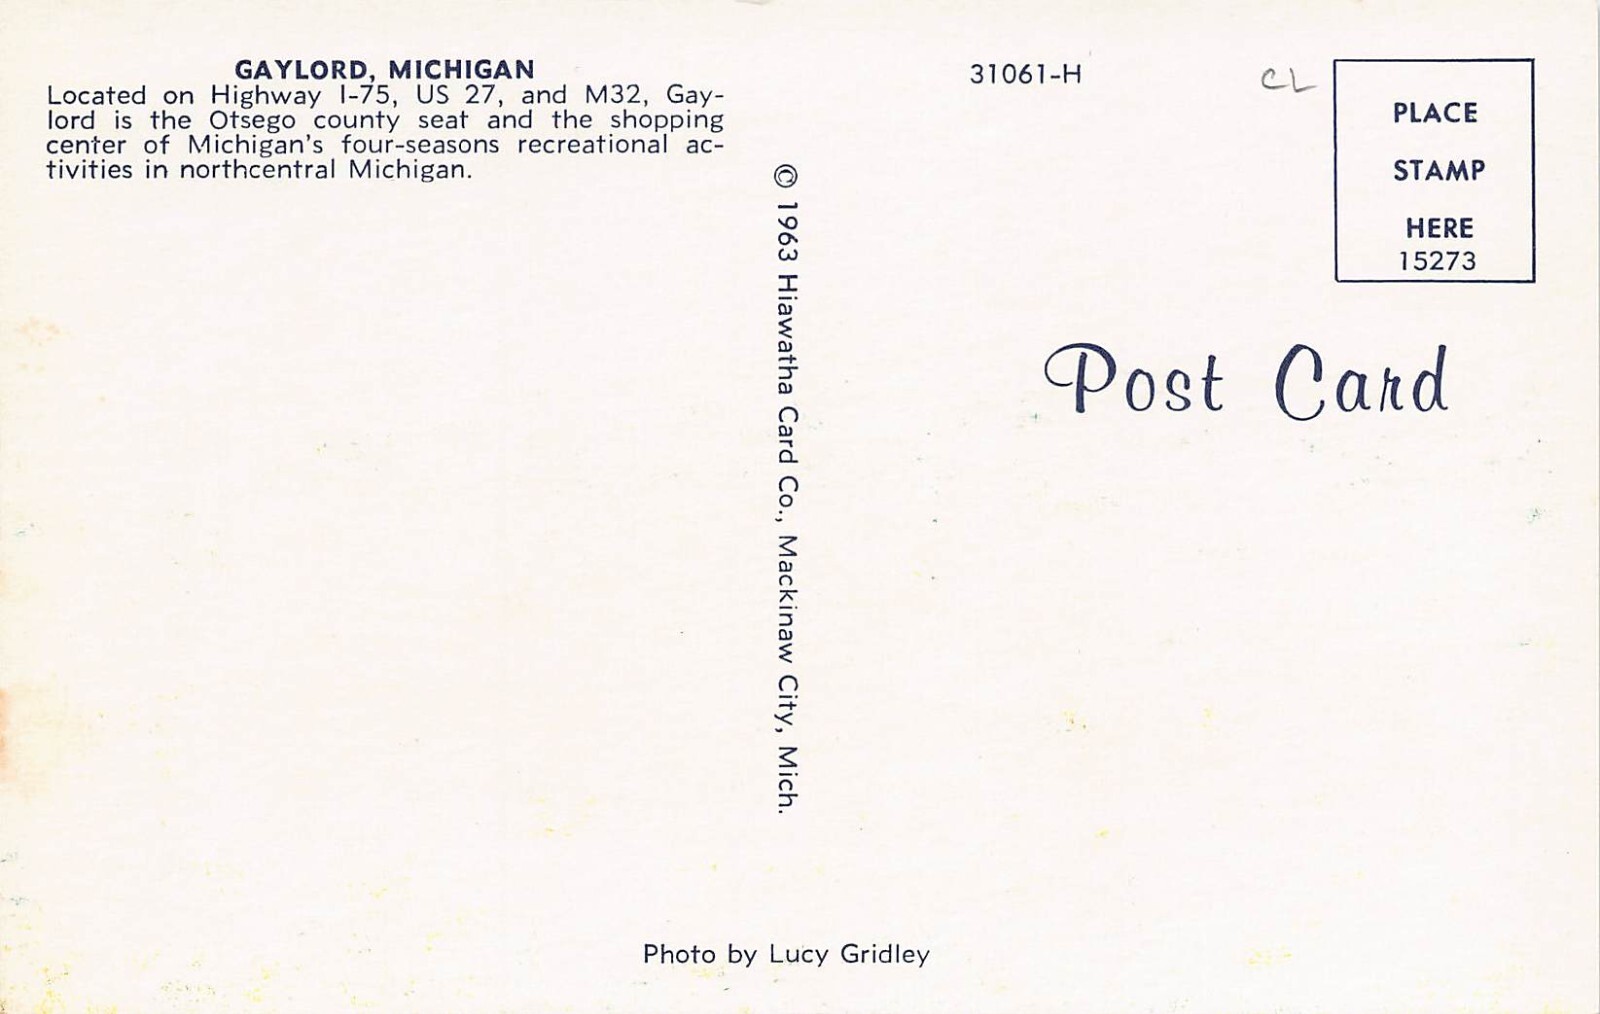 GAYLORD, MICHIGAN
Located on Highway I-75, US 27, and M32, Gay-
lord is the Otsego county seat and the shopping
center of Michigan's four-seasons recreational ac-
tivities in northcentral Michigan.
© 1963 Hiawatha Card Co., Mackinaw City, Mich.
31061-H
CL
PLACE
STAMP
HERE
15273
Post Card
Photo by Lucy Gridley